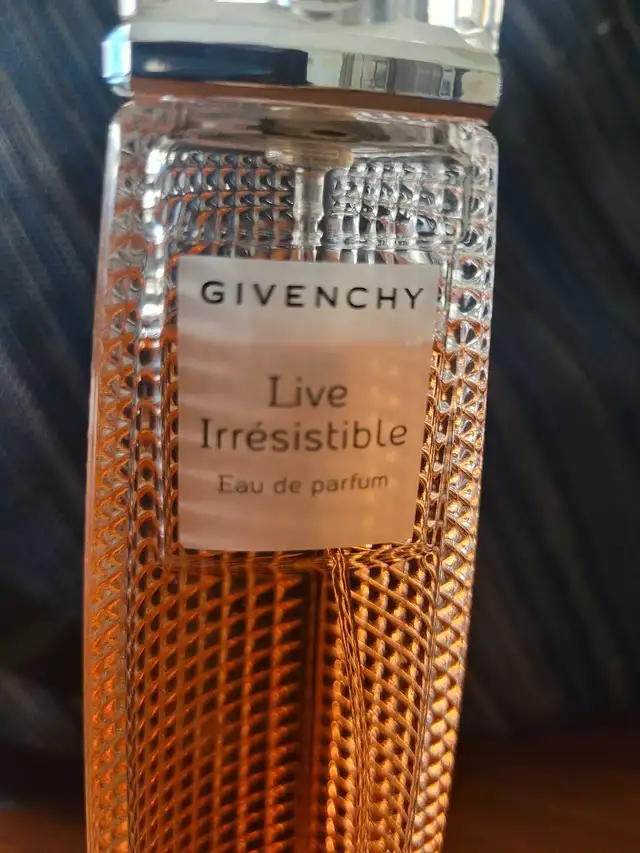 GIVENCHY
Live
Irrésistible
Eau de parfum